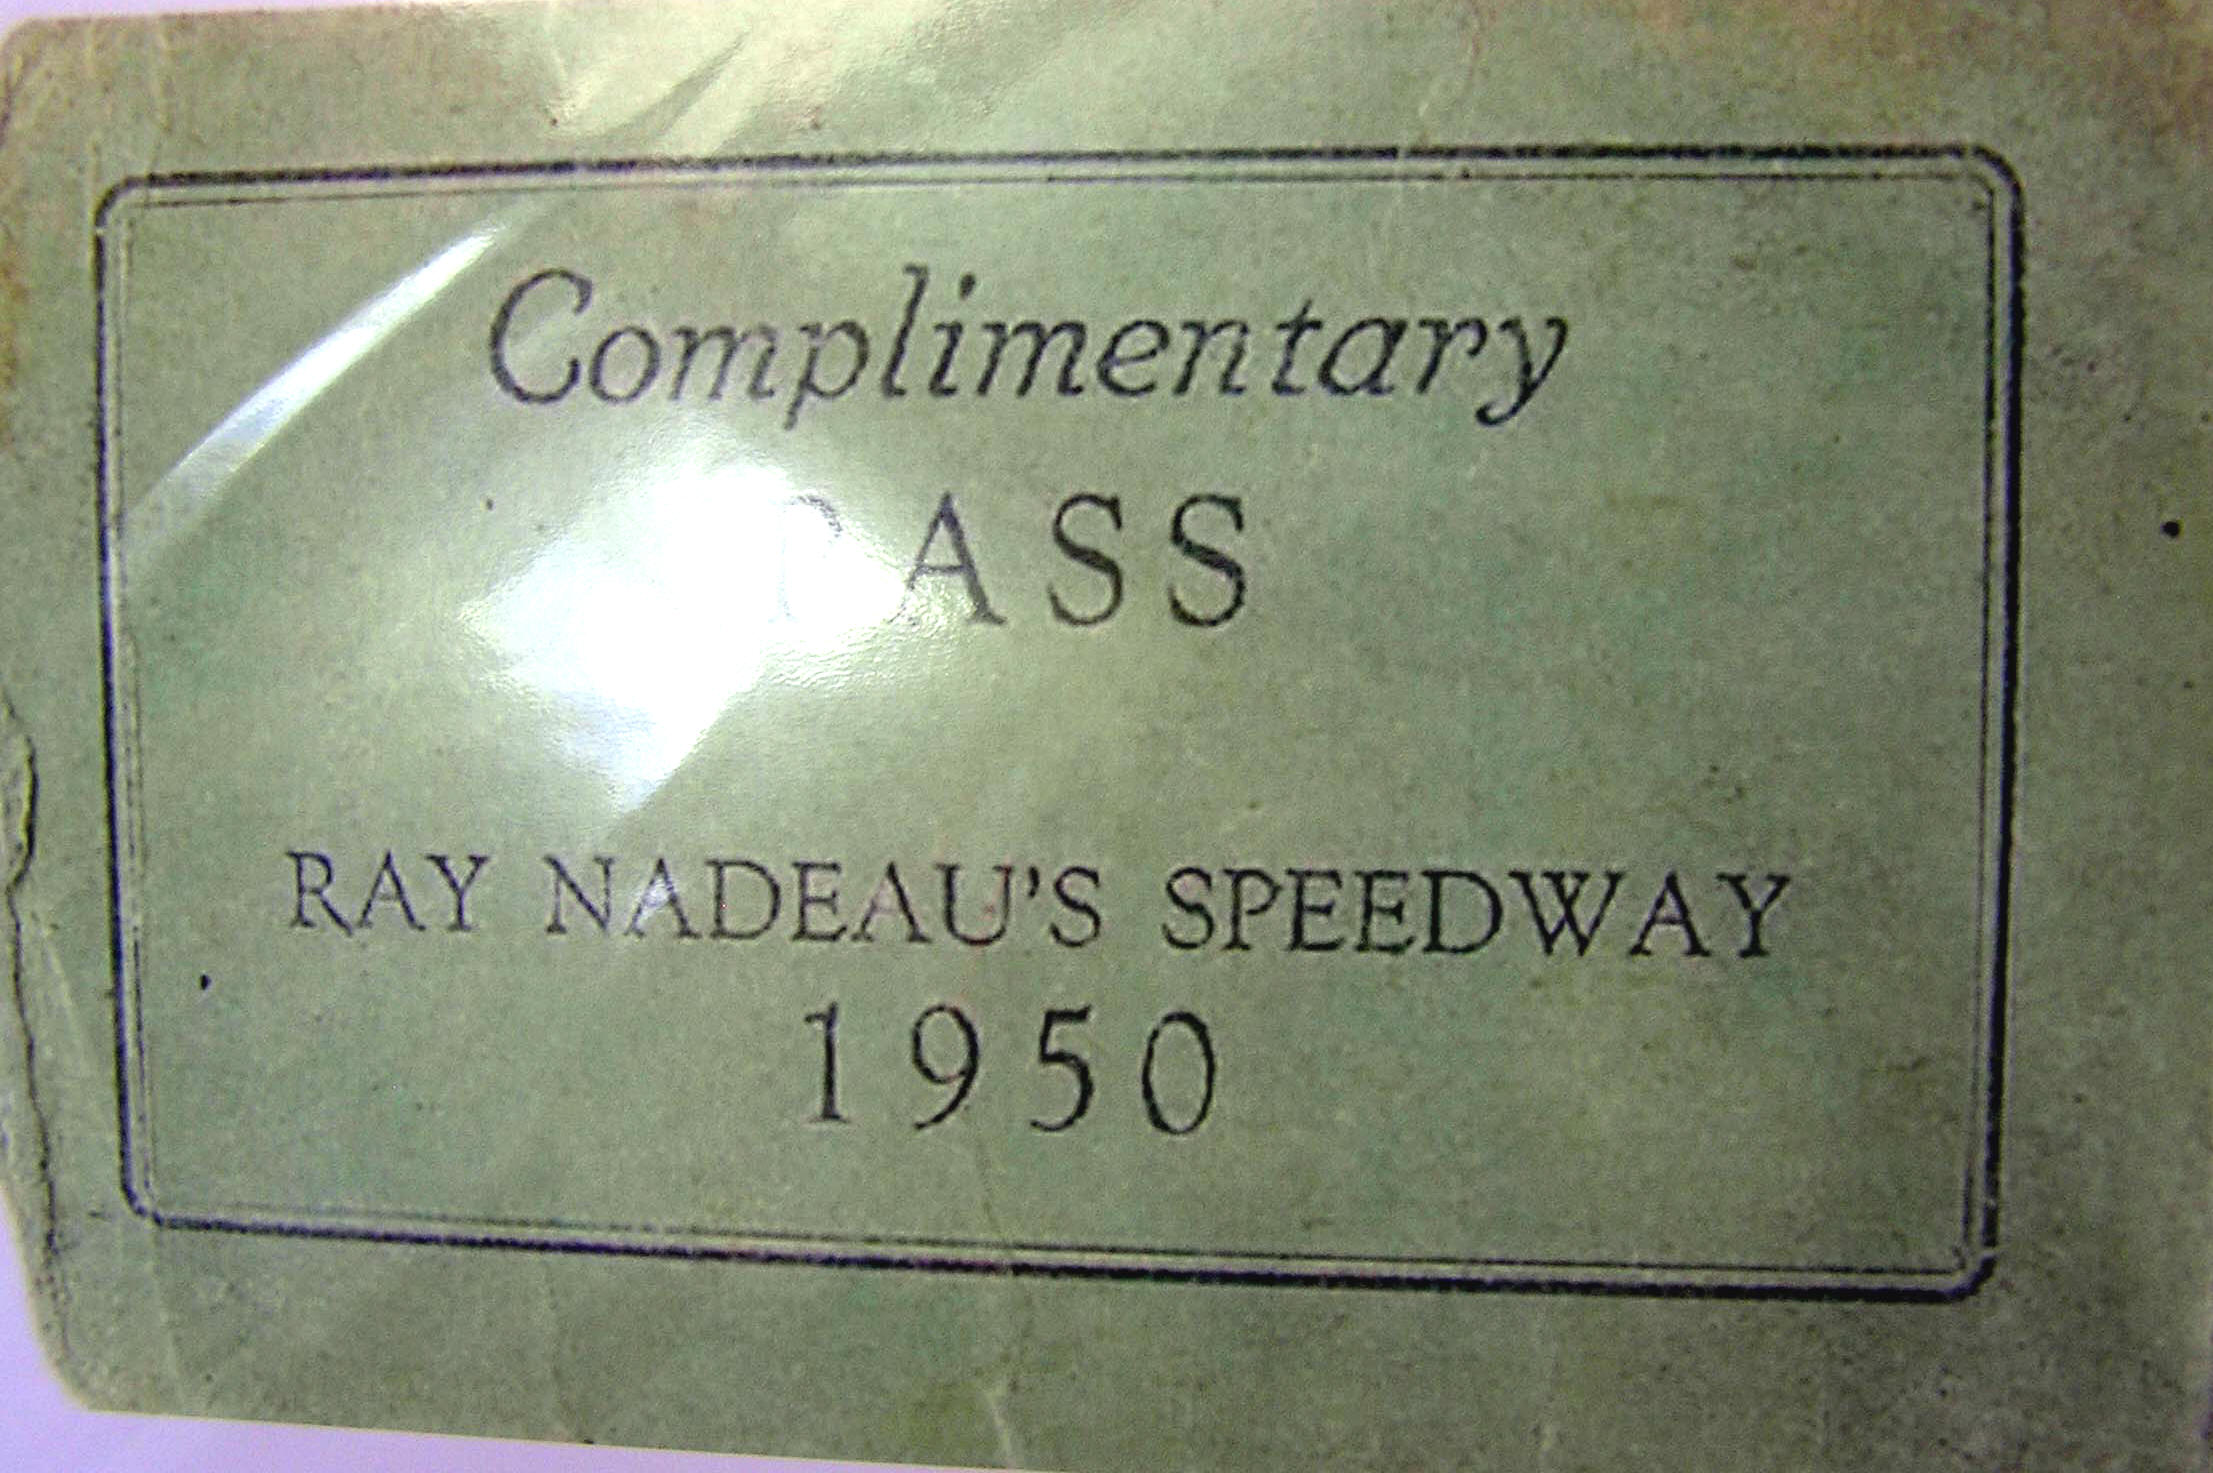 Complimentary
PASS
RAY NADEAU'S SPEEDWAY
1950